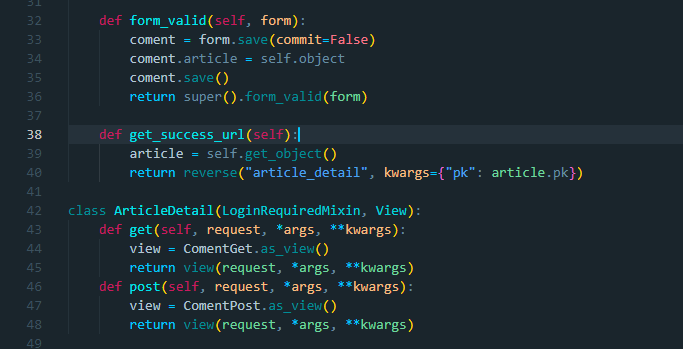 31
32 def form_valid(self, form):
33 coment = form.save(commit=False)
34 coment.article = self.object
35 coment.save()
36 return super().form_valid(form)
37
38 def get_success_url(self):
39 article = self.get_object()
40 return reverse("article_detail", kwargs={"pk": article.pk})
41
42 class ArticleDetail(LoginRequiredMixin, View):
43 def get(self, request, *args, **kwargs):
44 view = ComentGet.as_view()
45 return view(request, *args, **kwargs)
46 def post(self, request, *args, **kwargs):
47 view = ComentPost.as_view()
48 return view(request, *args, **kwargs)
49